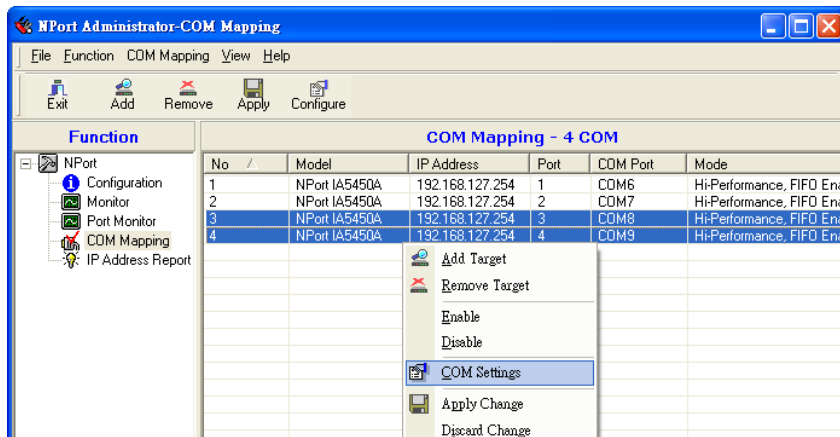 NPort Administrator-COM Mapping
File Function COM Mapping View Help
Exit Add Remove Apply Configure
Function
COM Mapping - 4 COM
NPort
Configuration
Monitor
Port Monitor
COM Mapping
IP Address Report
No Model IP Address Port COM Port Mode
1 NPort IA5450A 192.168.127.254 1 COM6 Hi-Performance, FIFO Ena
2 NPort IA5450A 192.168.127.254 2 COM7 Hi-Performance, FIFO Ena
3 NPort IA5450A 192.168.127.254 3 COM8 Hi-Performance, FIFO Ena
4 NPort IA5450A 192.168.127.254 4 COM9 Hi-Performance, FIFO Ena
Add Target
Remove Target
Enable
Disable
COM Settings
Apply Change
Discard Change